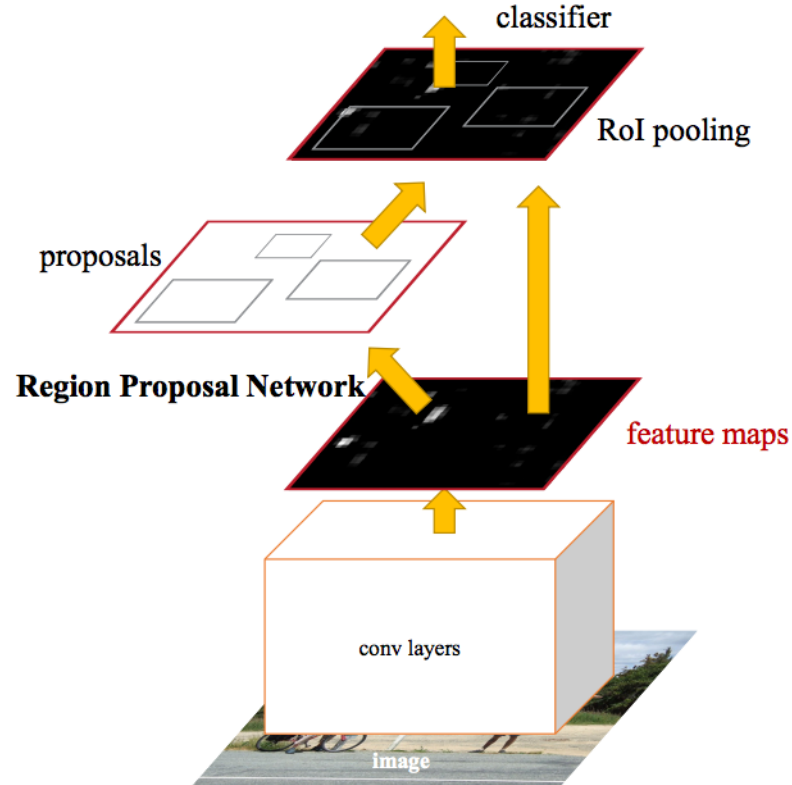 classifier
RoI pooling
proposals
Region Proposal Network
feature maps
conv layers
image